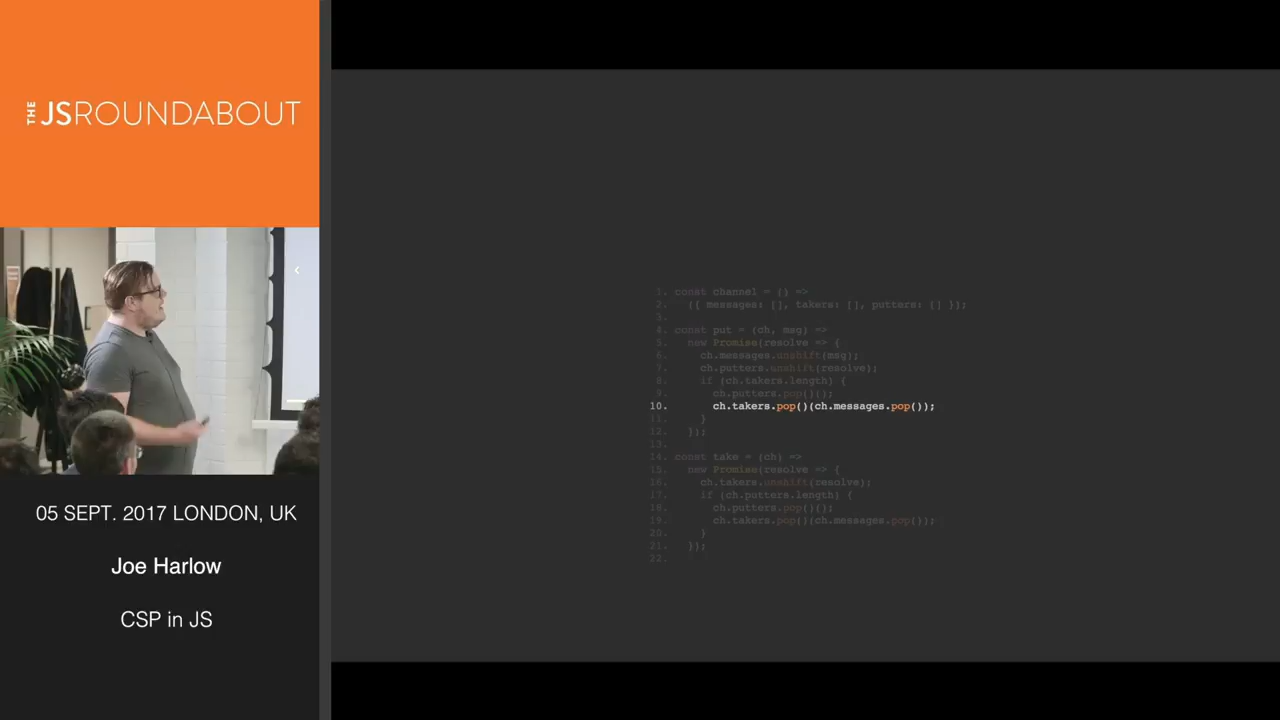 THE JSROUNDABOUT
05 SEPT. 2017 LONDON, UK
Joe Harlow
CSP in JS
1. const channel = () =>
2. ({ messages: [], takers: [], putters: [] });
3.
4. const put = (ch, msg) =>
5. new Promise(resolve => {
6. ch.messages.unshift(msg);
7. ch.putters.unshift(resolve);
8. if (ch.takers.length) {
9. ch.putters.pop()();
10. ch.takers.pop()(ch.messages.pop());
11. }
12. });
13.
14. const take = (ch) =>
15. new Promise(resolve => {
16. ch.takers.unshift(resolve);
17. if (ch.putters.length) {
18. ch.putters.pop()();
19. ch.takers.pop()(ch.messages.pop());
20. }
21. });
22.